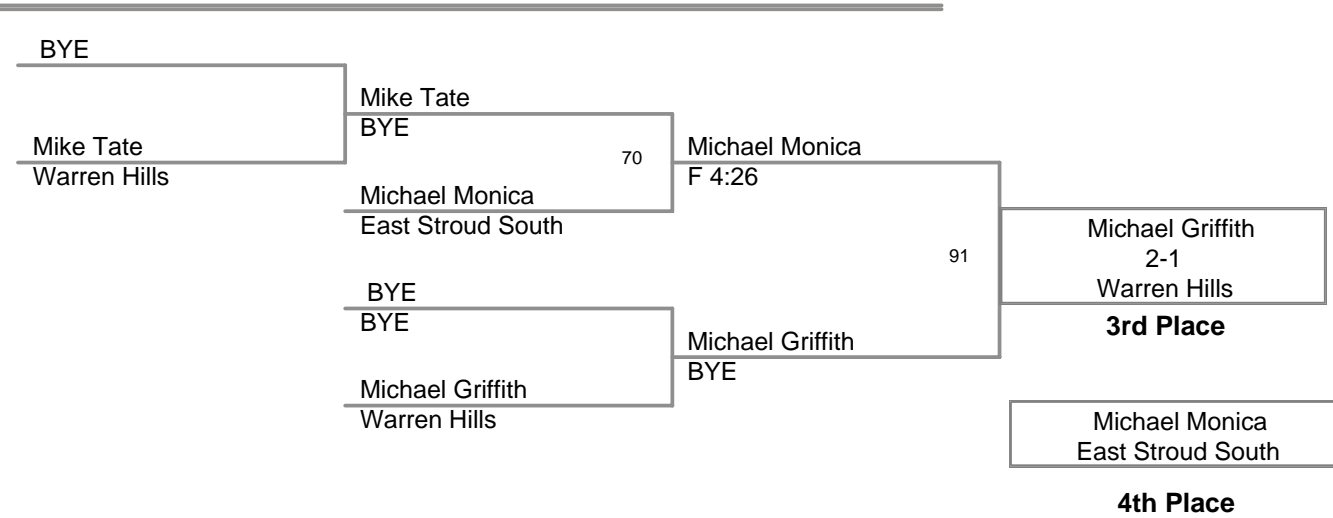 BYE
Mike Tate
Warren Hills
Mike Tate
BYE
70
Michael Monica
East Stroud South
Michael Monica
F 4:26
BYE
BYE
Michael Griffith
Warren Hills
Michael Griffith
BYE
91
Michael Griffith
2-1
Warren Hills
3rd Place
Michael Monica
East Stroud South
4th Place